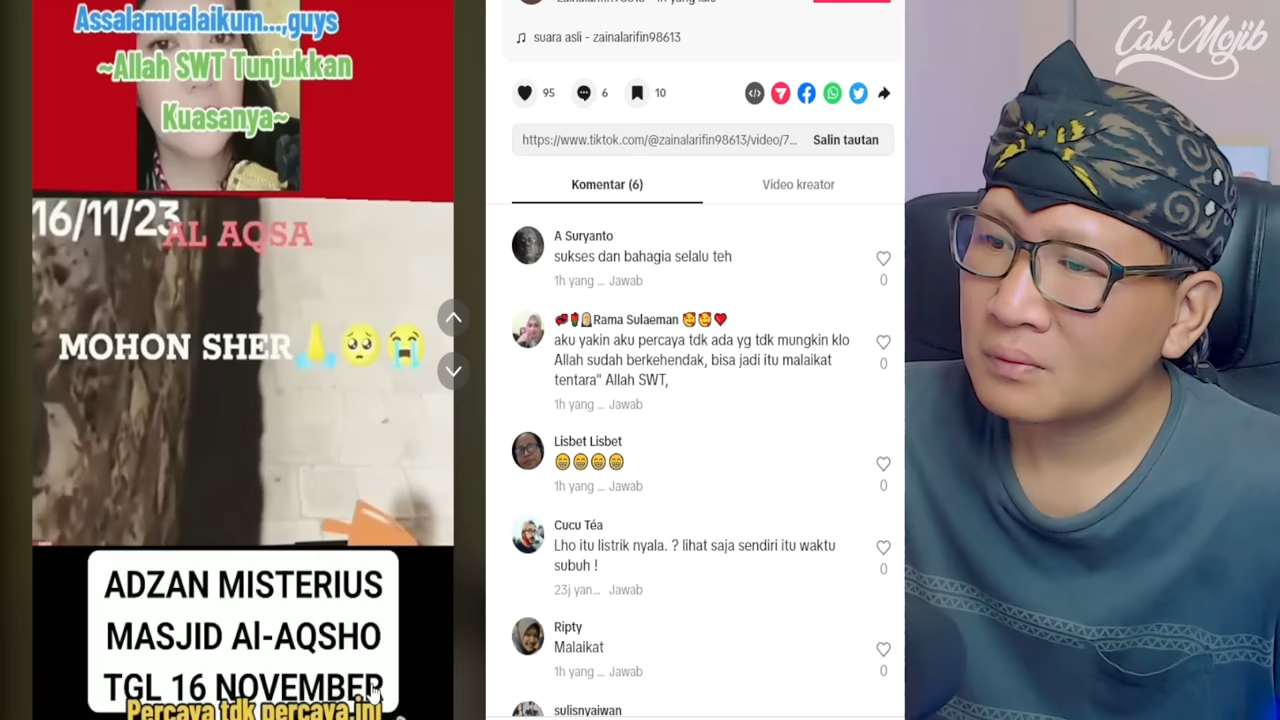 Assalamualaikum...,guys
~Allah SWT Tunjukkan
Kuasanya~
16/11/23
AL AQSA
MOHON SHER🙏🥺😭
ADZAN MISTERIUS
MASJID Al-AQSHO
TGL 16 NOVEMBER
Percaya tdk percaya.ini
suara asli - zainalarifin98613
95
6
10
https://www.tiktok.com/@zainalarifin98613/video/7...
Salin tautan
Komentar (6)
Video kreator
A Suryanto
sukses dan bahagia selalu teh
1h yang ... Jawab
0
Rama Sulaeman 🥰🥰♥
aku yakin aku percaya tdk ada yg tdk mungkin klo
Allah sudah berkehendak, bisa jadi itu malaikat
tentara" Allah SWT,
1h yang ... Jawab
0
Lisbet Lisbet
😁😁😁😁
1h yang ... Jawab
0
Cucu Téa
Lho itu listrik nyala. ? lihat saja sendiri itu waktu
subuh !
23j yan... Jawab
0
Ripty
Malaikat
1h yang ... Jawab
0
sulisnyaiwan
Cak Mojib